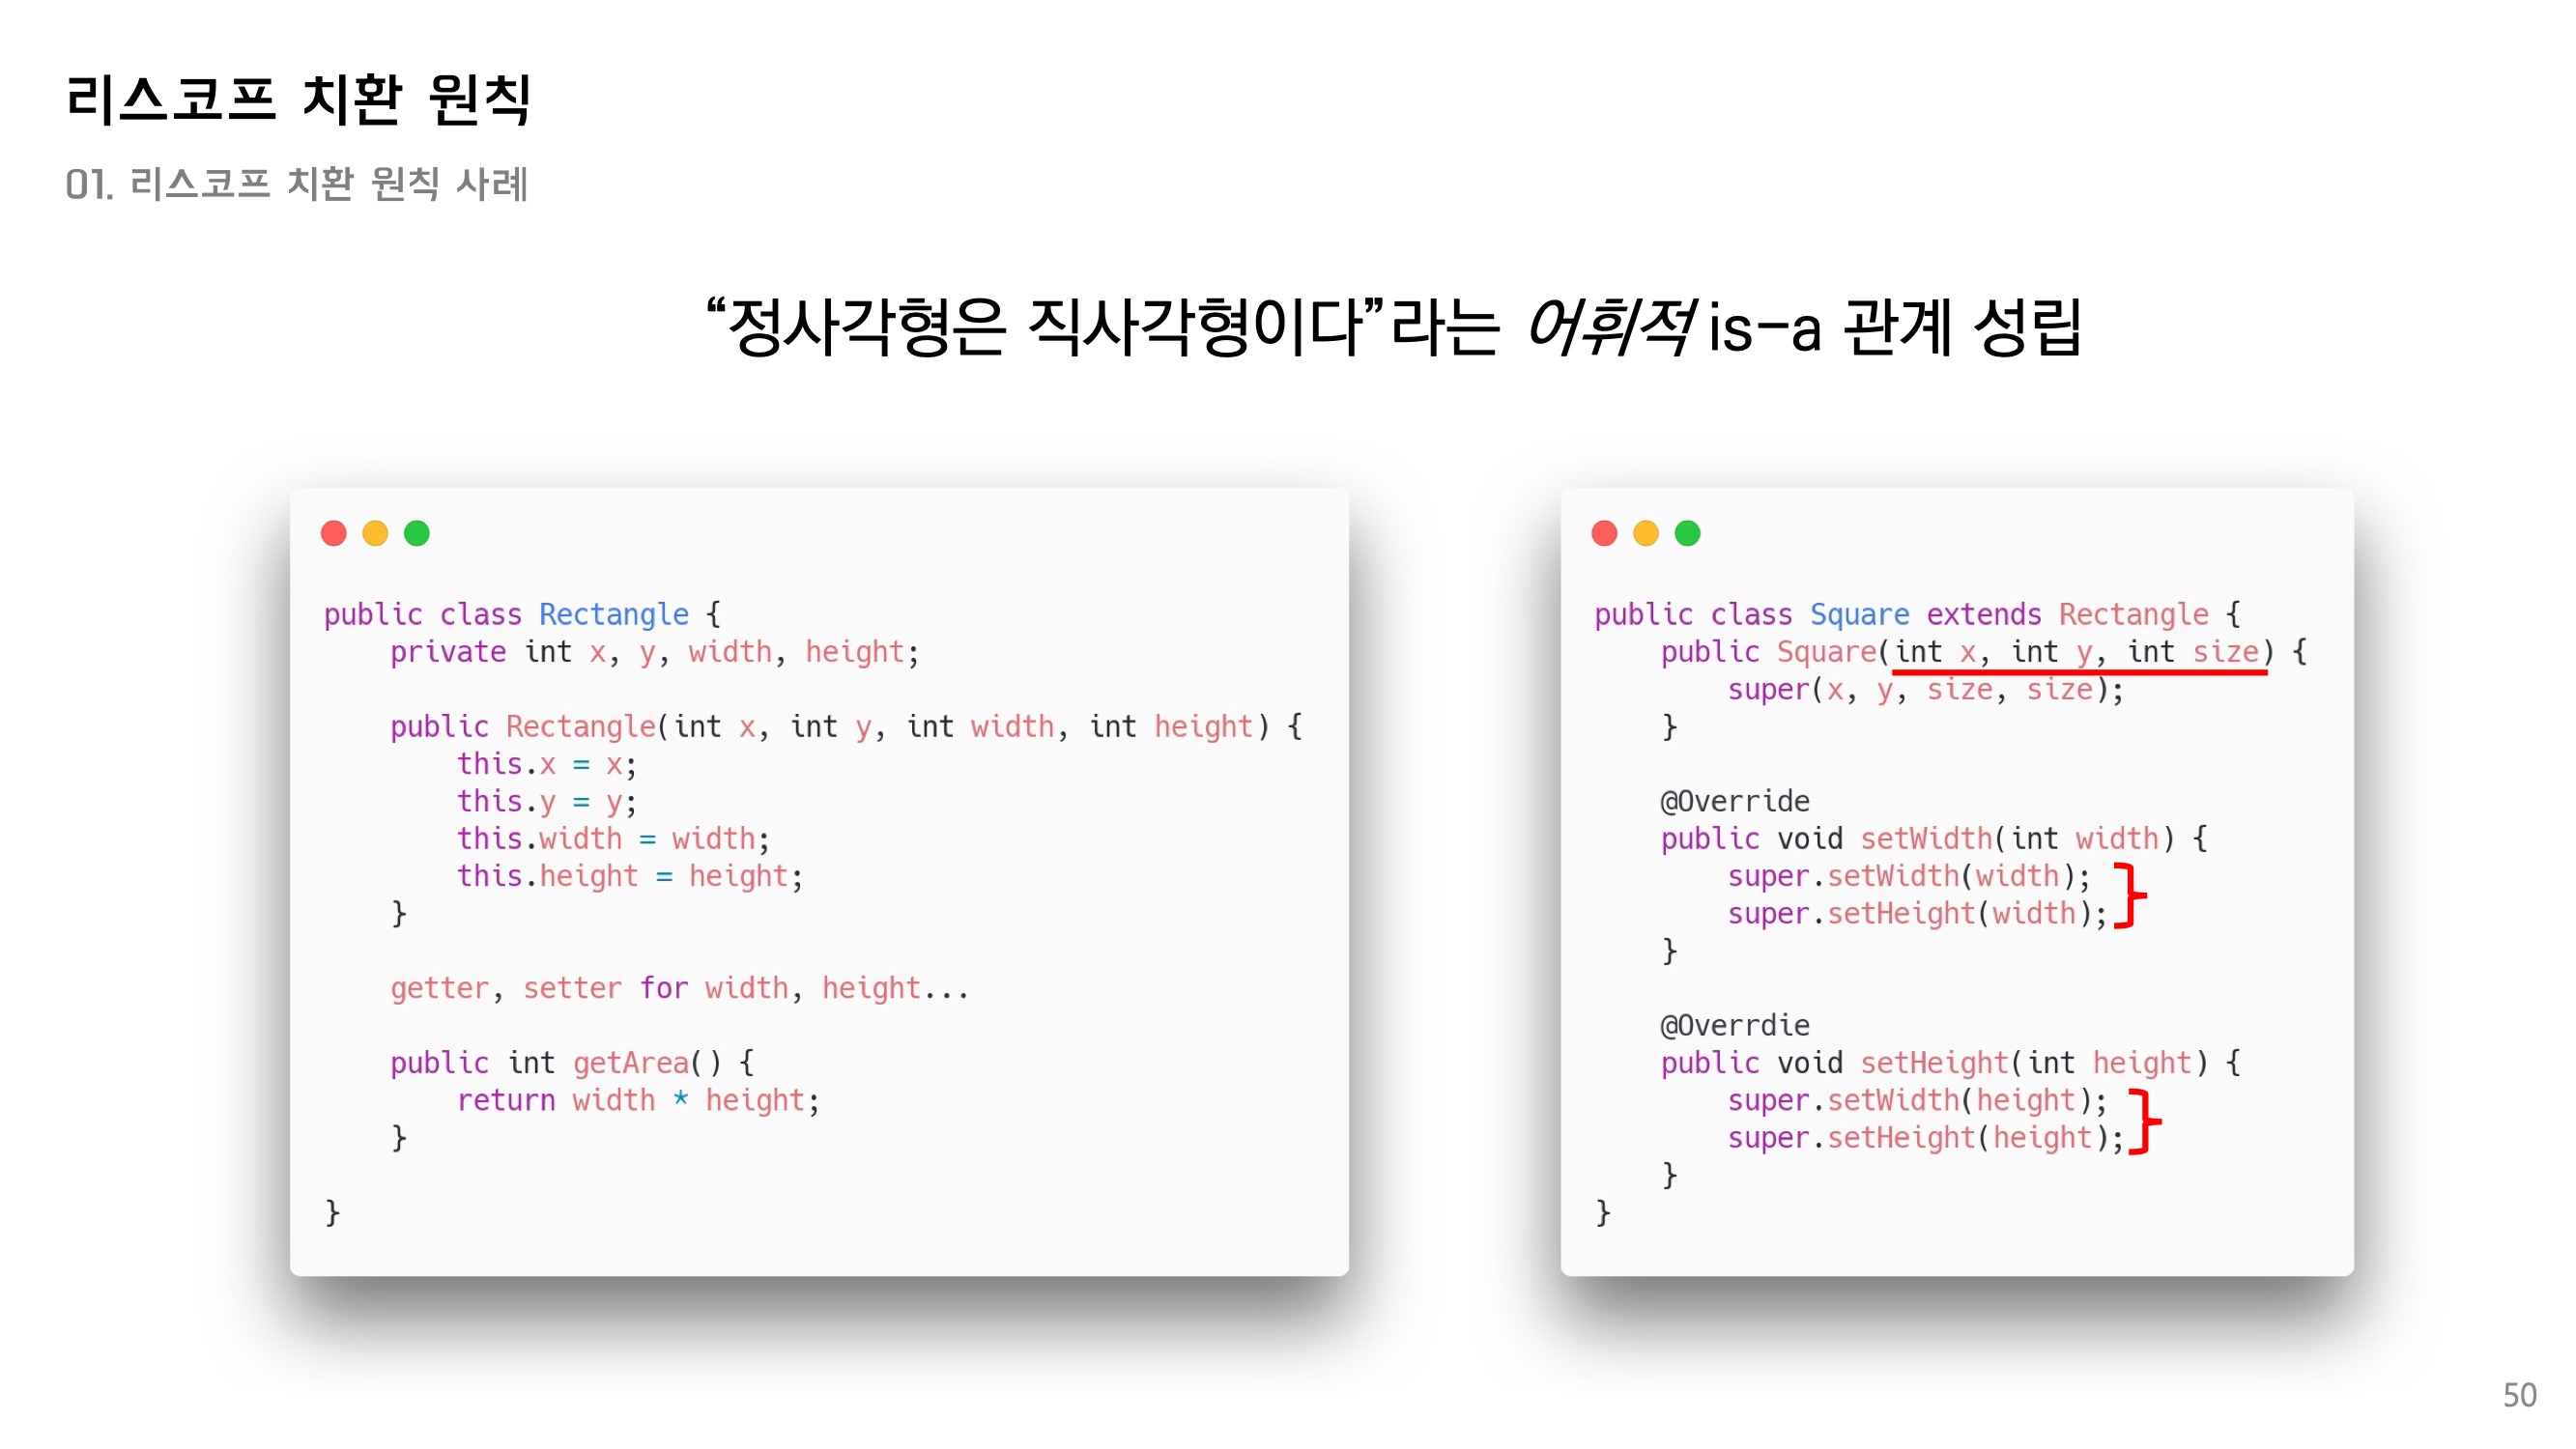 리스코프 치환 원칙
01. 리스코프 치환 원칙 사례
“정사각형은 직사각형이다”라는 어휘적 is-a 관계 성립
public class Rectangle {
    private int x, y, width, height;
    public Rectangle(int x, int y, int width, int height) {
        this.x = x;
        this.y = y;
        this.width = width;
        this.height = height;
    }
    getter, setter for width, height...
    public int getArea() {
        return width * height;
    }
}
public class Square extends Rectangle {
    public Square(int x, int y, int size) {
        super(x, y, size, size);
    }
    @Override
    public void setWidth(int width) {
        super.setWidth(width);
        super.setHeight(width);
    }
    @Overrdie
    public void setHeight(int height) {
        super.setWidth(height);
        super.setHeight(height);
    }
}
50